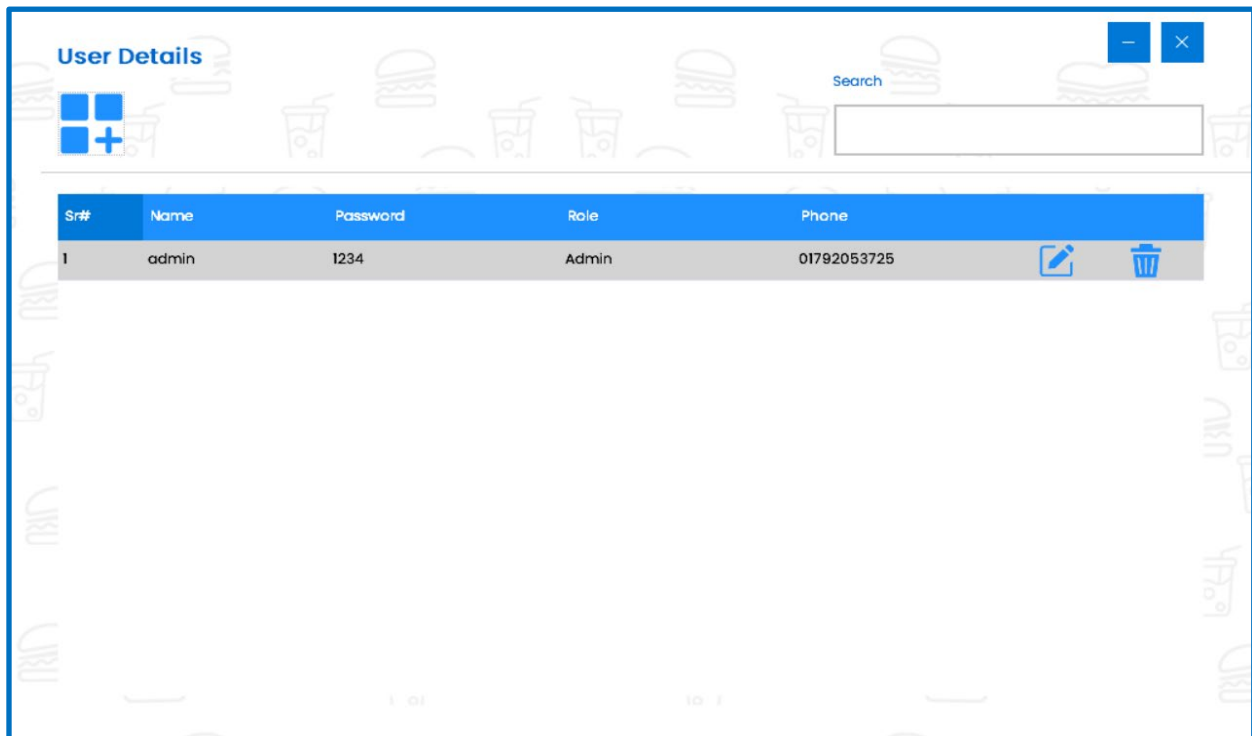 User Details
Search
Sr# Name Password Role Phone
1 admin 1234 Admin 01792053725